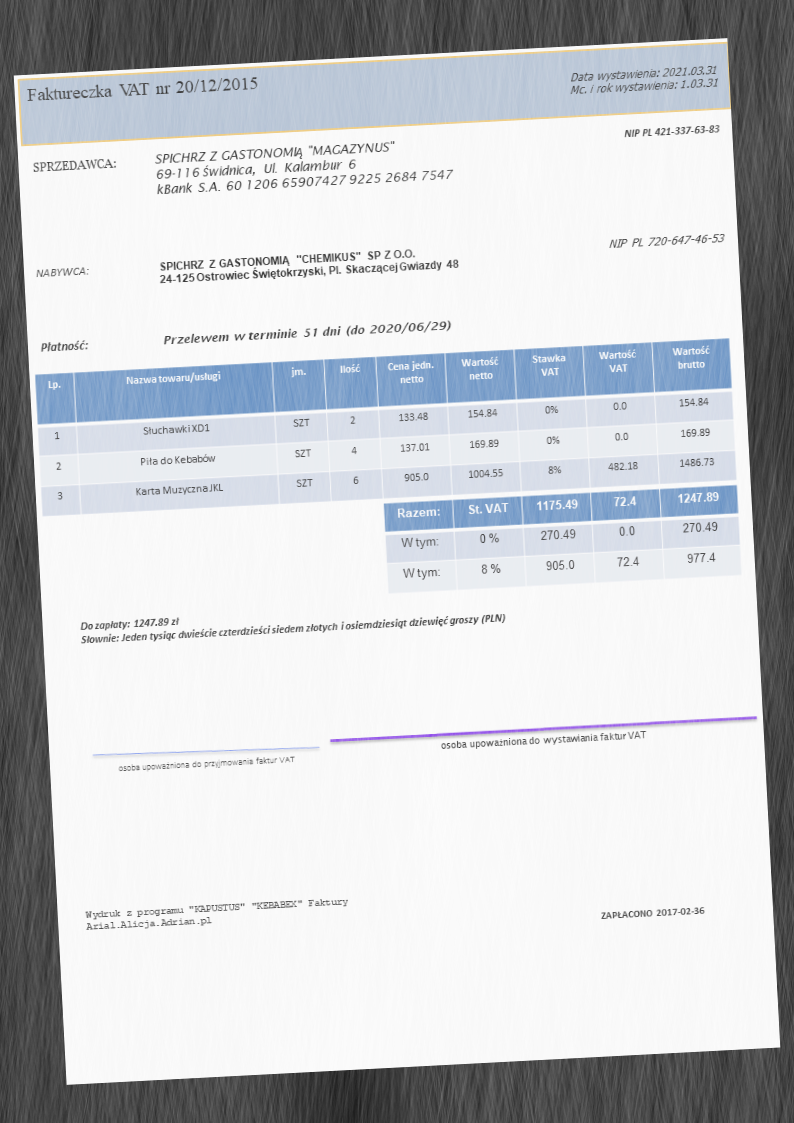 Faktureczka VAT nr 20/12/2015
Data wystawienia: 2021.03.31
Mc. i rok wystawienia: 1.03.31
NIP PL 421-337-63-83
SPRZEDAWCA:
SPICHRZ Z GASTONOMIĄ "MAGAZYNUS"
69-116 Świdnica, Ul. Kalambur 6
kBank S.A. 60 1206 65907427 9225 2684 7547
NIP PL 720-647-46-53
NABYWCA:
SPICHRZ Z GASTONOMIĄ "CHEMIKUS" SP Z O.O.
24-125 Ostrowiec Świętokrzyski, Pl. Skaczącej Gwiazdy 48
Płatność: Przelewem w terminie 51 dni (do 2020/06/29)
Lp. Nazwa towaru/usługi jm. Ilość Cena jedn. netto Wartość netto Stawka VAT Wartość VAT Wartość brutto
1 Słuchawki XD1 SZT 2 133.48 154.84 0% 0.0 154.84
2 Piła do Kebabów SZT 4 137.01 169.89 0% 0.0 169.89
3 Karta Muzyczna JKL SZT 6 905.0 1004.55 8% 482.18 1486.73
Razem: St. VAT 1175.49 72.4 1247.89
W tym: 0 % 270.49 0.0 270.49
W tym: 8 % 905.0 72.4 977.4
Do zapłaty: 1247.89 zł
Słownie: Jeden tysiąc dwieście czterdzieści siedem złotych i osiemdziesiąt dziewięć groszy (PLN)
osoba upoważniona do przyjmowania faktur VAT
osoba upoważniona do wystawiania faktur VAT
Wydruk z programu "KAPUSTUS" "KEBABEX" Faktury
Arial.Alicja.Adrian.pl
ZAPŁACONO 2017-02-36